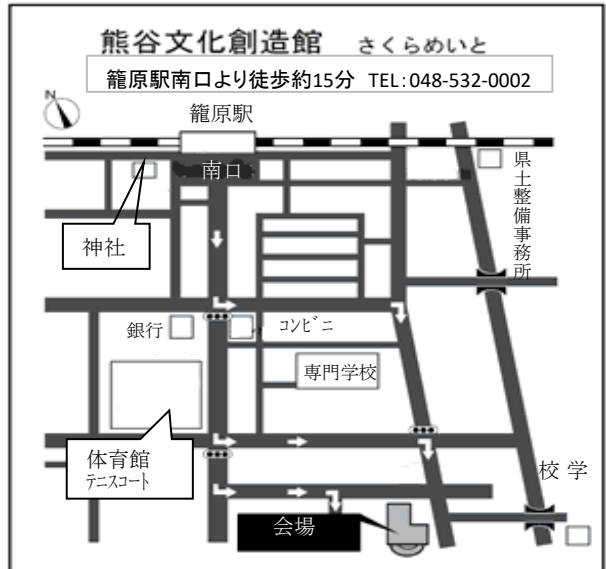 熊谷文化創造館 さくらめいと
籠原駅南口より徒歩約15分 TEL:048-532-0002
N
籠原駅
南口
県土整備事務所
神社
銀行
コンビニ
専門学校
体育館
テニスコート
校学
会場